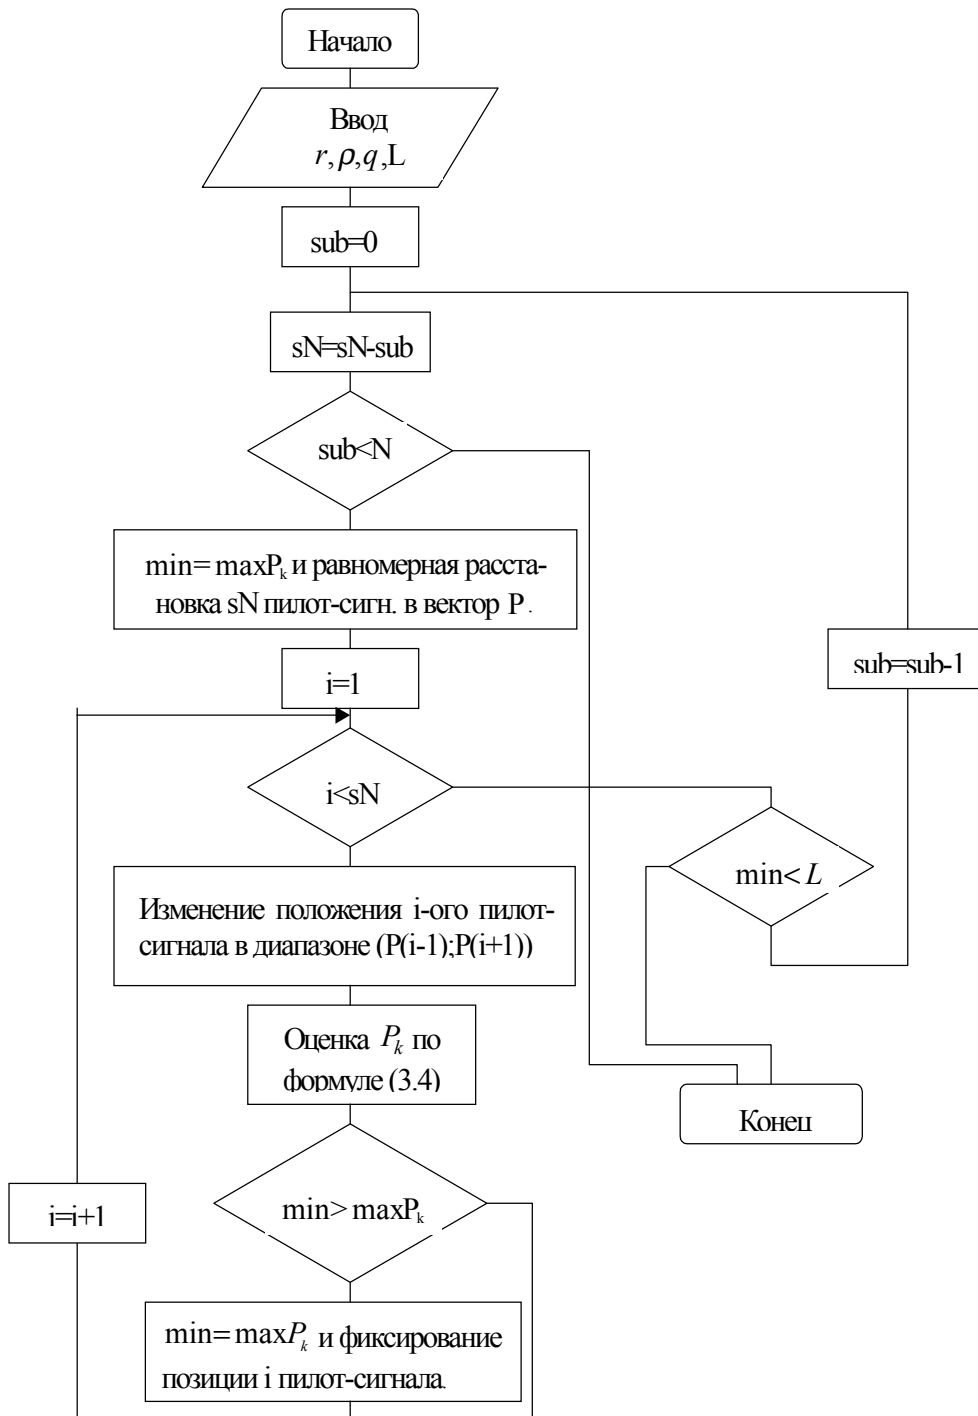 Начало
Ввод
r, ρ, q, L
sub=0
sN=sN-sub
sub<N
min= maxPk и равномерная расста-
новка sN пилот-сигн. в вектор P.
sub=sub-1
i=1
i<sN
min< L
Изменение положения i-ого пилот-
сигнала в диапазоне (P(i-1);P(i+1))
Оценка Pk по
формуле (3.4)
Конец
min> maxPk
i=i+1
min= maxPk и фиксирование
позиции i пилот-сигнала.